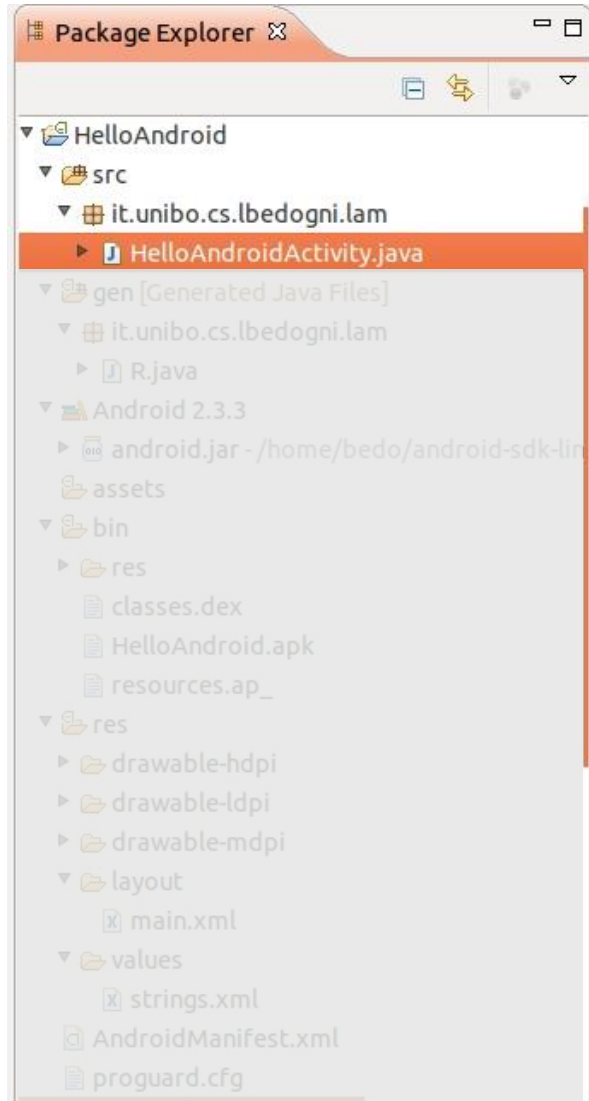 Package Explorer
HelloAndroid
src
it.unibo.cs.lbedogni.lam
HelloAndroidActivity.java
gen [Generated Java Files]
it.unibo.cs.lbedogni.lam
R.java
Android 2.3.3
android.jar - /home/bedo/android-sdk-lin
assets
bin
res
classes.dex
HelloAndroid.apk
resources.ap_
res
drawable-hdpi
drawable-ldpi
drawable-mdpi
layout
main.xml
values
strings.xml
AndroidManifest.xml
proguard.cfg